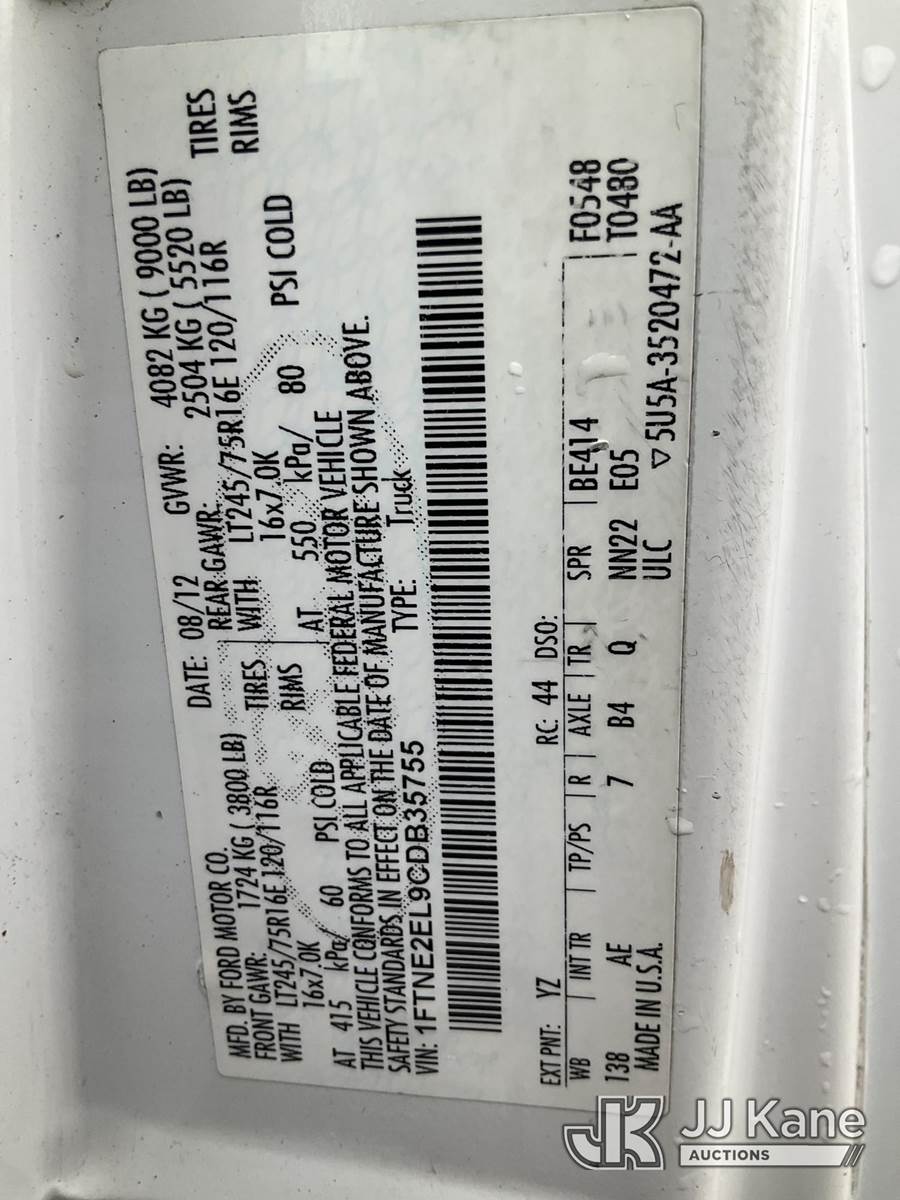 MFD. BY FORD MOTOR CO.
DATE: 08/12
GVWR: 4082 KG ( 9000 LB)
FRONT GAWR: 1724 KG ( 3800 LB)
REAR GAWR: 2504 KG ( 5520 LB)
WITH LT245/75R16E 120/116R TIRES
WITH LT245/75R16E 120/116R TIRES
16x7.0K RIMS
16x7.0K RIMS
AT 415 kPa/ 60 PSI COLD
AT 550 kPa/ 80 PSI COLD
THIS VEHICLE CONFORMS TO ALL APPLICABLE FEDERAL MOTOR VEHICLE
SAFETY STANDARDS IN EFFECT ON THE DATE OF MANUFACTURE SHOWN ABOVE.
VIN: 1FTNE2EL9CDB35755
TYPE: Truck
EXT PNT: YZ RC: 44 DSO:
WB INT TR TP/PS R AXLE TR SPR BE414 F0548
138 AE 7 B4 Q NN22 E05 T0480
MADE IN U.S.A. ULC ▽5U5A-3520472-AA
JK JJ Kane
AUCTIONS